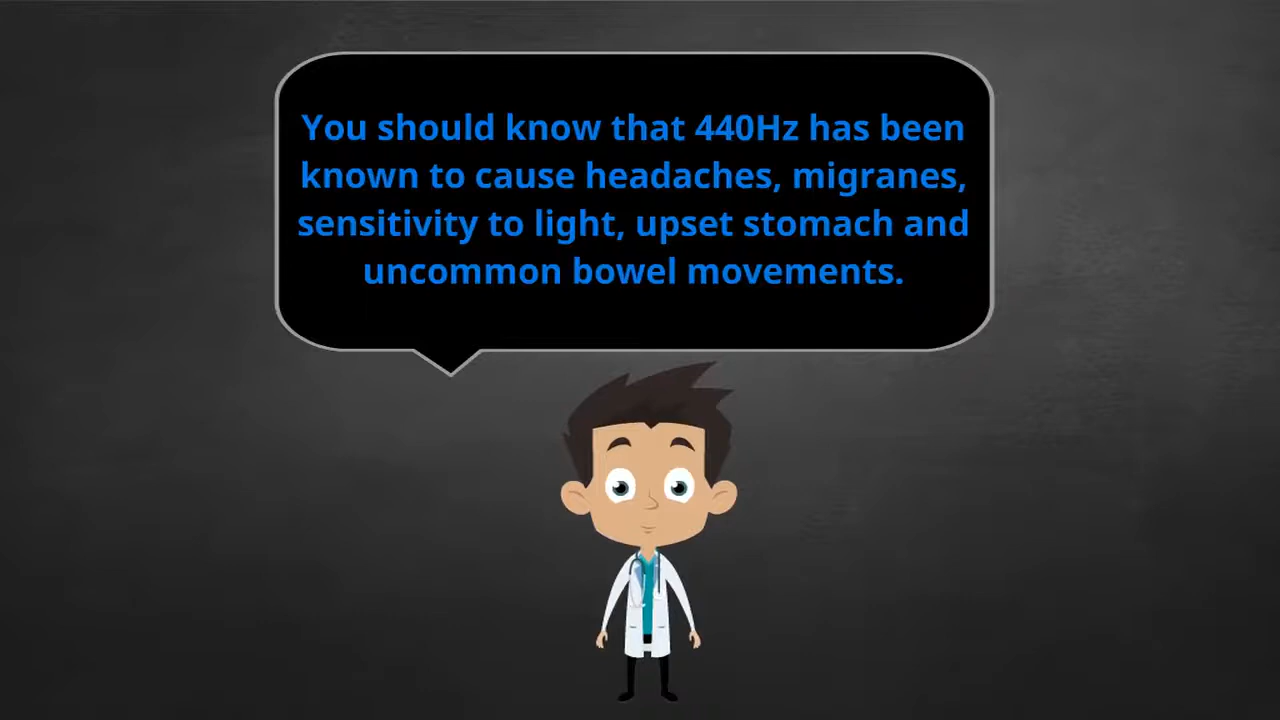 You should know that 440Hz has been
known to cause headaches, migranes,
sensitivity to light, upset stomach and
uncommon bowel movements.